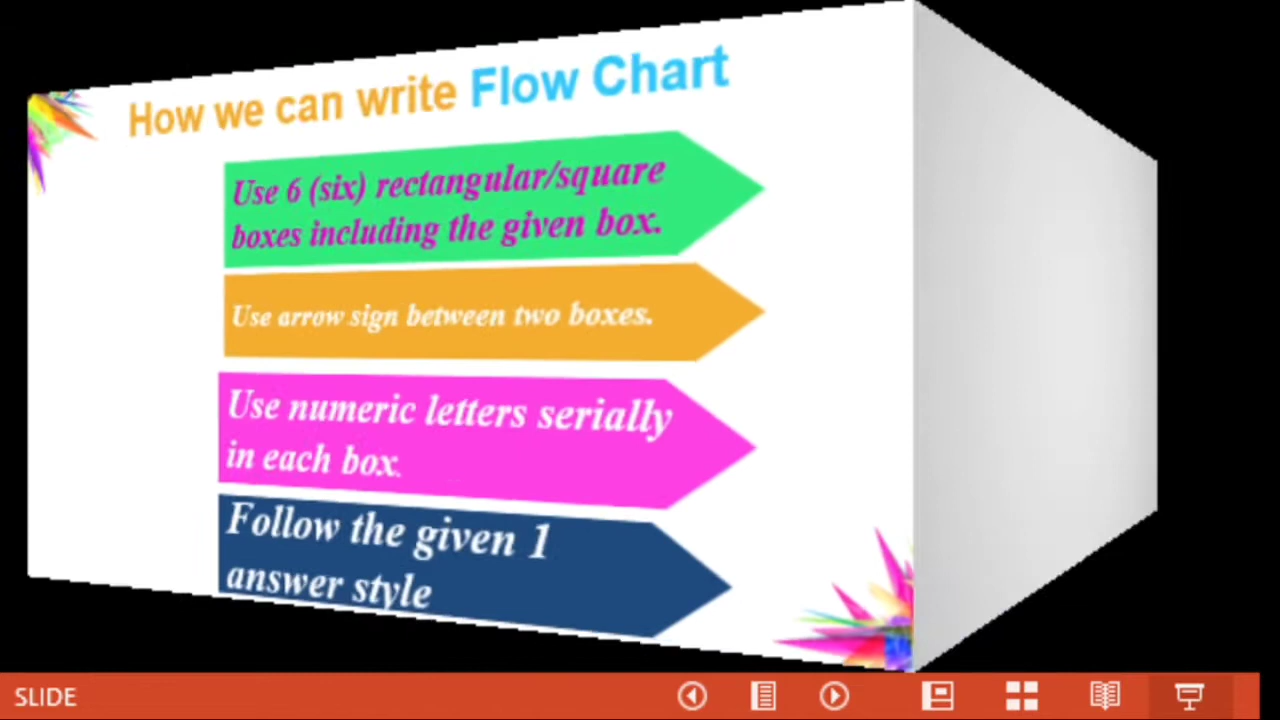 How we can write Flow Chart
Use 6 (six) rectangular/square
boxes including the given box.
Use arrow sign between two boxes.
Use numeric letters serially
in each box.
Follow the given 1
answer style
SLIDE